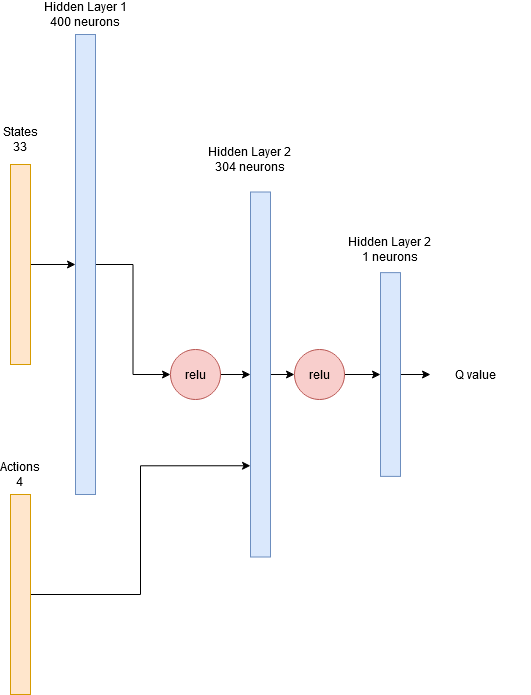 Hidden Layer 1
400 neurons
States
33
Hidden Layer 2
304 neurons
Hidden Layer 2
1 neurons
relu
relu
Q value
Actions
4